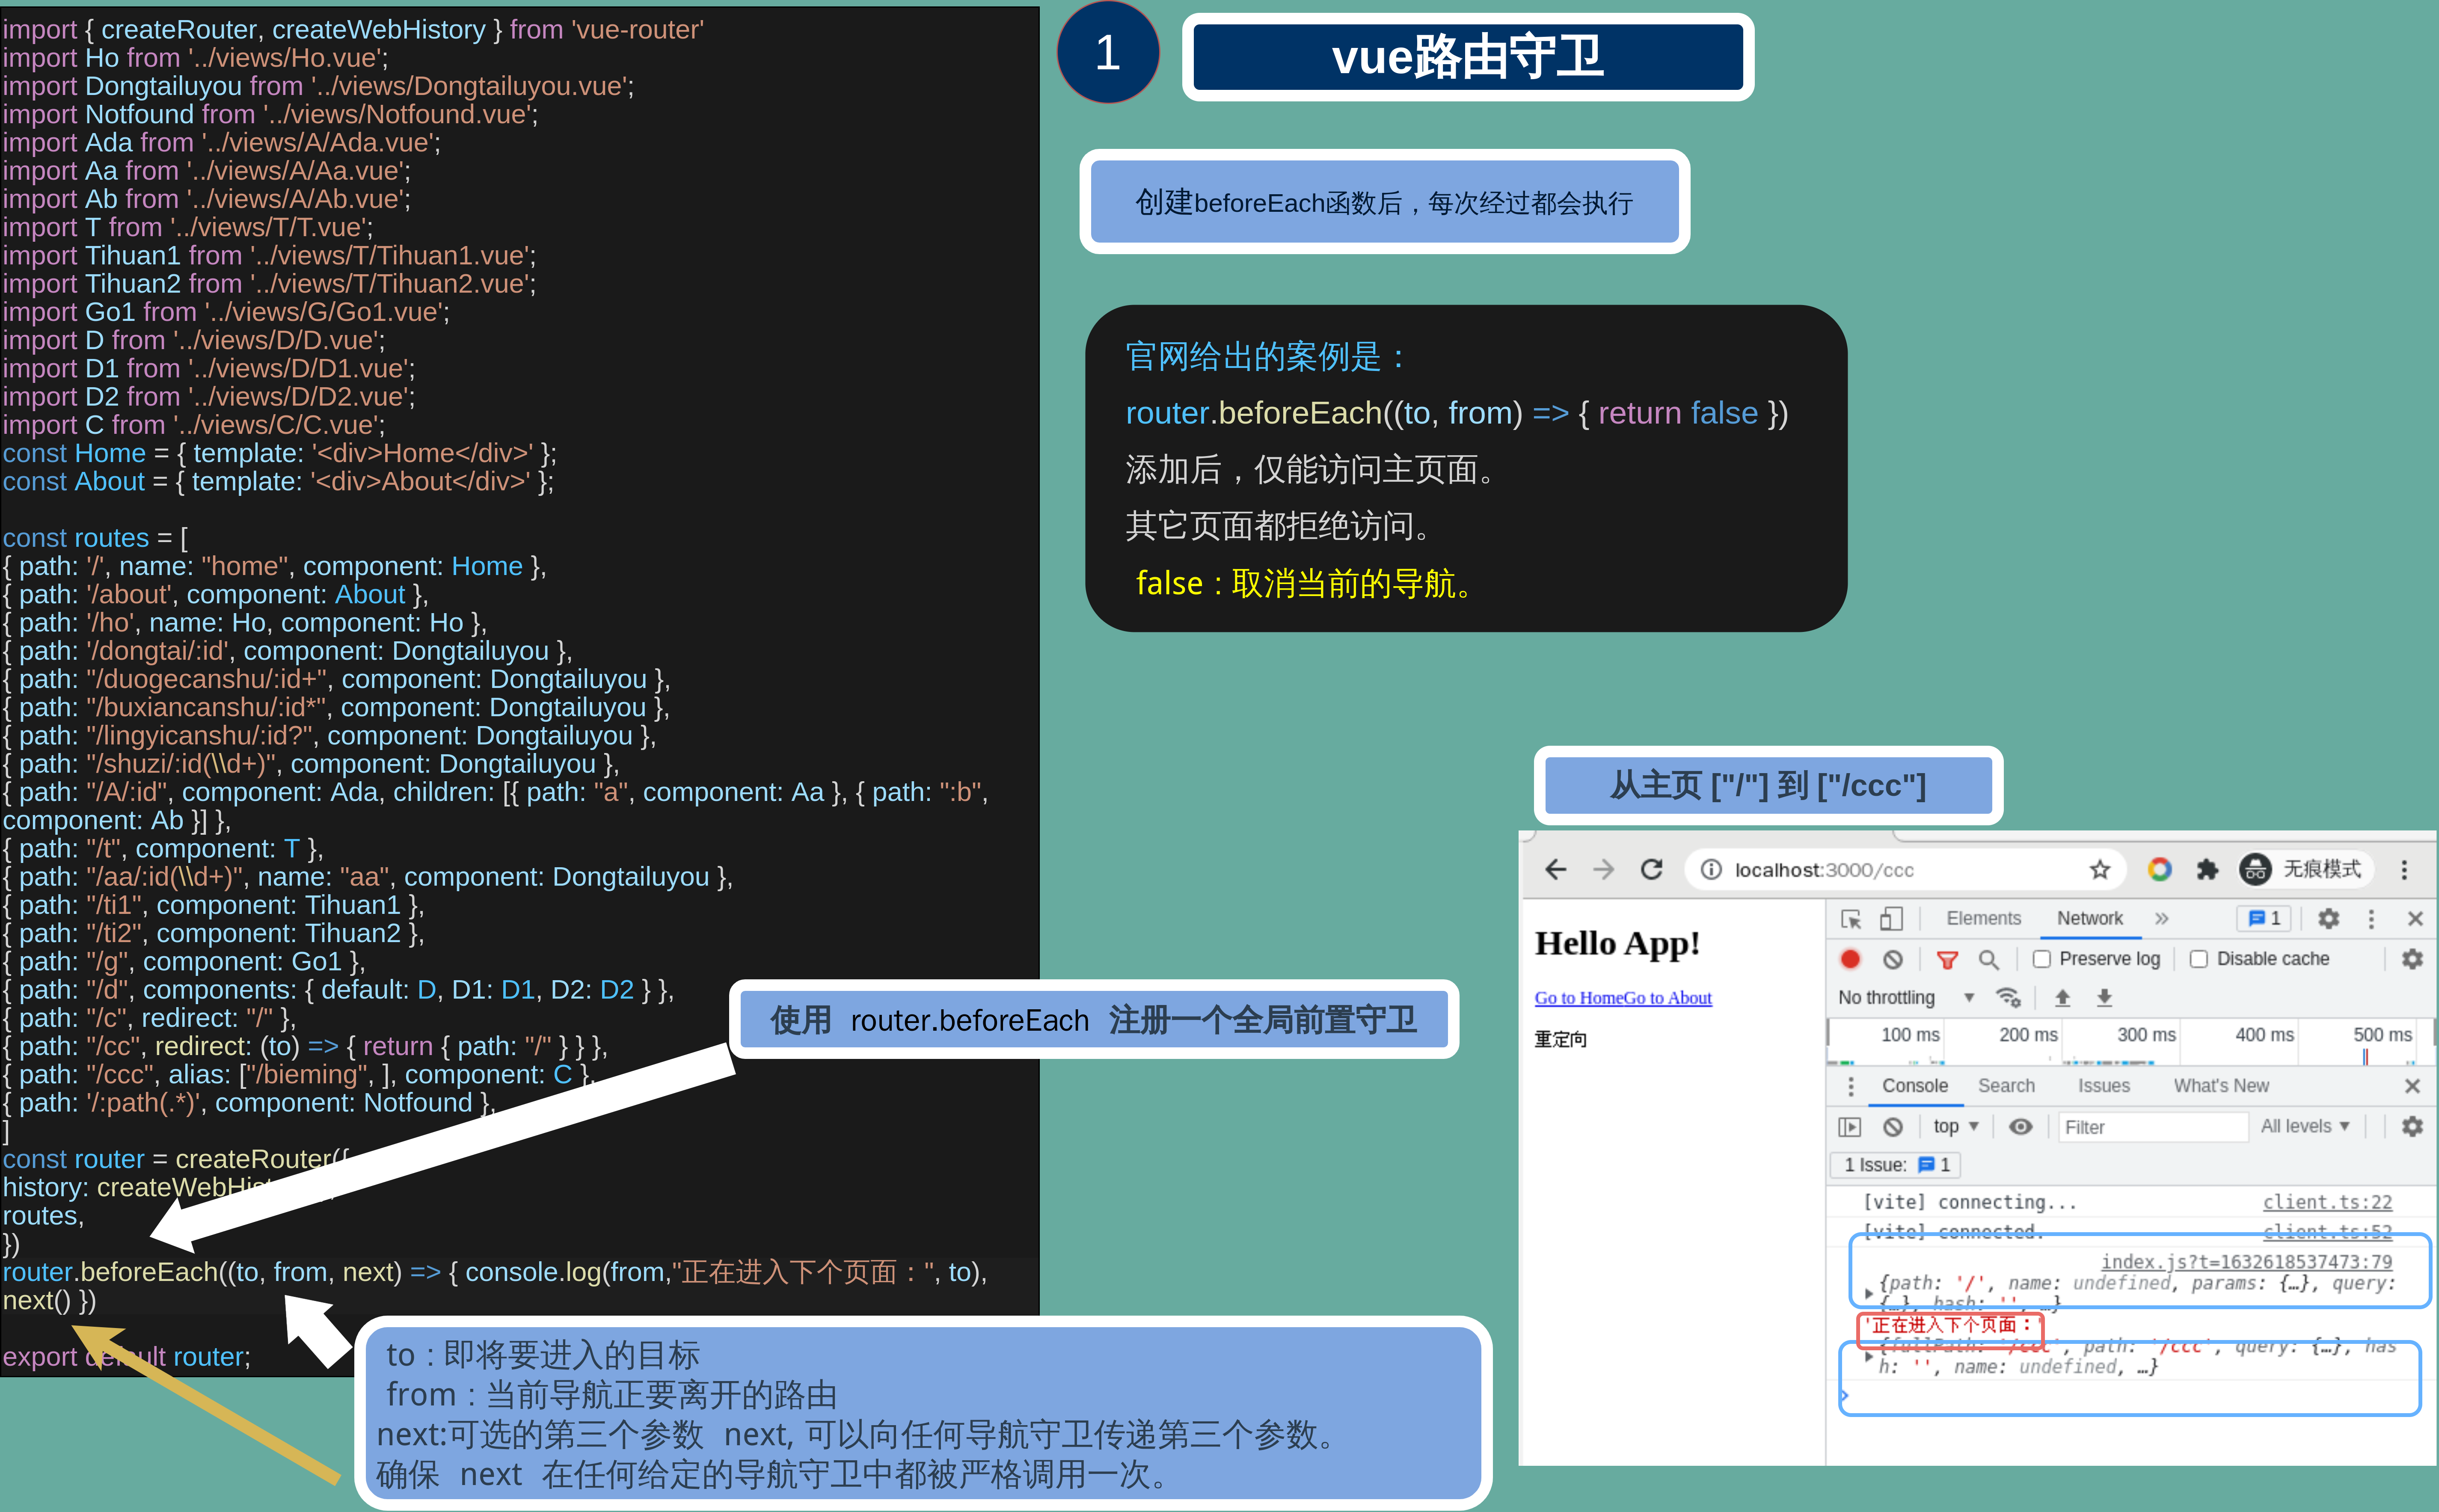 import { createRouter, createWebHistory } from 'vue-router'
import Ho from '../views/Ho.vue';
import Dongtailuyou from '../views/Dongtailuyou.vue';
import Notfound from '../views/Notfound.vue';
import Ada from '../views/A/Ada.vue';
import Aa from '../views/A/Aa.vue';
import Ab from '../views/A/Ab.vue';
import T from '../views/T/T.vue';
import Tihuan1 from '../views/T/Tihuan1.vue';
import Tihuan2 from '../views/T/Tihuan2.vue';
import Go1 from '../views/G/Go1.vue';
import D from '../views/D/D.vue';
import D1 from '../views/D/D1.vue';
import D2 from '../views/D/D2.vue';
import C from '../views/C/C.vue';
const Home = { template: '<div>Home</div>' };
const About = { template: '<div>About</div>' };
const routes = [
{ path: '/', name: "home", component: Home },
{ path: '/about', component: About },
{ path: '/ho', name: Ho, component: Ho },
{ path: '/dongtai/:id', component: Dongtailuyou },
{ path: "/duogecanshu/:id+", component: Dongtailuyou },
{ path: "/buxiancanshu/:id*", component: Dongtailuyou },
{ path: "/lingyicanshu/:id?", component: Dongtailuyou },
{ path: "/shuzi/:id(\\d+)", component: Dongtailuyou },
{ path: "/A/:id", component: Ada, children: [{ path: "a", component: Aa }, { path: ":b",
component: Ab }] },
{ path: "/t", component: T },
{ path: "/aa/:id(\\d+)", name: "aa", component: Dongtailuyou },
{ path: "/ti1", component: Tihuan1 },
{ path: "/ti2", component: Tihuan2 },
{ path: "/g", component: Go1 },
{ path: "/d", components: { default: D, D1: D1, D2: D2 } },
{ path: "/c", redirect: "/" },
{ path: "/cc", redirect: (to) => { return { path: "/" } } },
{ path: "/ccc", alias: ["/bieming", ], component: C },
{ path: '/:path(.*)', component: Notfound },
]
const router = createRouter({
history:
routes,
})
router.beforeEach((to, from, next) => { console.log(from,"正在进入下个页面：", to),
next() })
export default router;
1
vue路由守卫
创建beforeEach函数后，每次经过都会执行
官网给出的案例是：
router.beforeEach((to, from) => { return false })
添加后，仅能访问主页面。
其它页面都拒绝访问。
false：取消当前的导航。
使用 router.beforeEach 注册一个全局前置守卫
to：即将要进入的目标
from：当前导航正要离开的路由
next:可选的第三个参数 next, 可以向任何导航守卫传递第三个参数。
确保 next 在任何给定的导航守卫中都被严格调用一次。
从主页 ["/"] 到 ["/ccc"]
localhost:3000/ccc
无痕模式
Hello App!
Go to HomeGo to About
重定向
Elements Network » 1
Preserve log Disable cache
No throttling
100 ms 200 ms 300 ms 400 ms 500 ms
Console Search Issues What's New
top Filter All levels
1 Issue: 1
[vite] connecting... client.ts:22
[vite] connected. client.ts:52
index.js?t=1632618537473:79
{path: '/', name: undefined, params: {…}, query:
{…}, hash: '', …}
'正在进入下个页面：'
{fullPath: '/ccc', path: '/ccc', query: {…}, has
h: '', name: undefined, …}